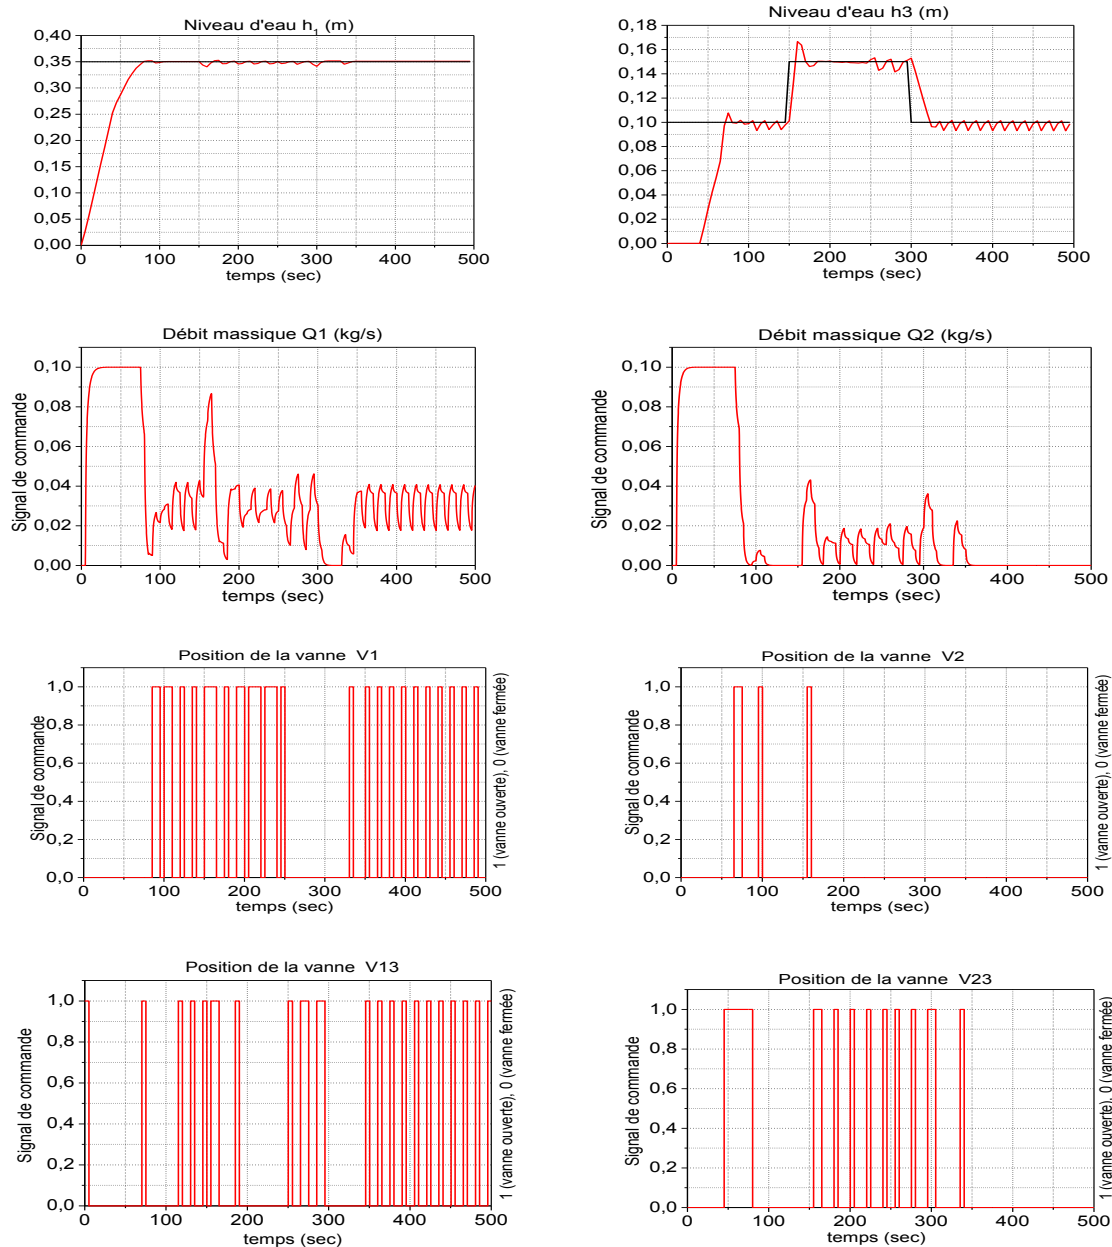 Niveau d'eau h1 (m)
0,40
0,35
0,30
0,25
0,20
0,15
0,10
0,05
0,00
0 100 200 300 400 500
temps (sec)
Niveau d'eau h3 (m)
0,18
0,16
0,14
0,12
0,10
0,08
0,06
0,04
0,02
0,00
0 100 200 300 400 500
temps (sec)
Débit massique Q1 (kg/s)
Signal de commande
0,10
0,08
0,06
0,04
0,02
0,00
0 100 200 300 400 500
temps (sec)
Débit massique Q2 (kg/s)
Signal de commande
0,10
0,08
0,06
0,04
0,02
0,00
0 100 200 300 400 500
temps (sec)
Position de la vanne V1
Signal de commande
1,0
0,8
0,6
0,4
0,2
0,0
0 100 200 300 400 500
temps (sec)
1 (vanne ouverte), 0 (vanne fermée)
Position de la vanne V2
Signal de commande
1,0
0,8
0,6
0,4
0,2
0,0
0 100 200 300 400 500
temps (sec)
1 (vanne ouverte), 0 (vanne fermée)
Position de la vanne V13
Signal de commande
1,0
0,8
0,6
0,4
0,2
0.0
0 100 200 300 400 500
temps (sec)
1 (vanne ouverte), 0 (vanne fermée)
Position de la vanne V23
Signal de commande
1,0
0,8
0,6
0,4
0,2
0,0
0 100 200 300 400 500
temps (sec)
1 (vanne ouverte), 0 (vanne fermée)